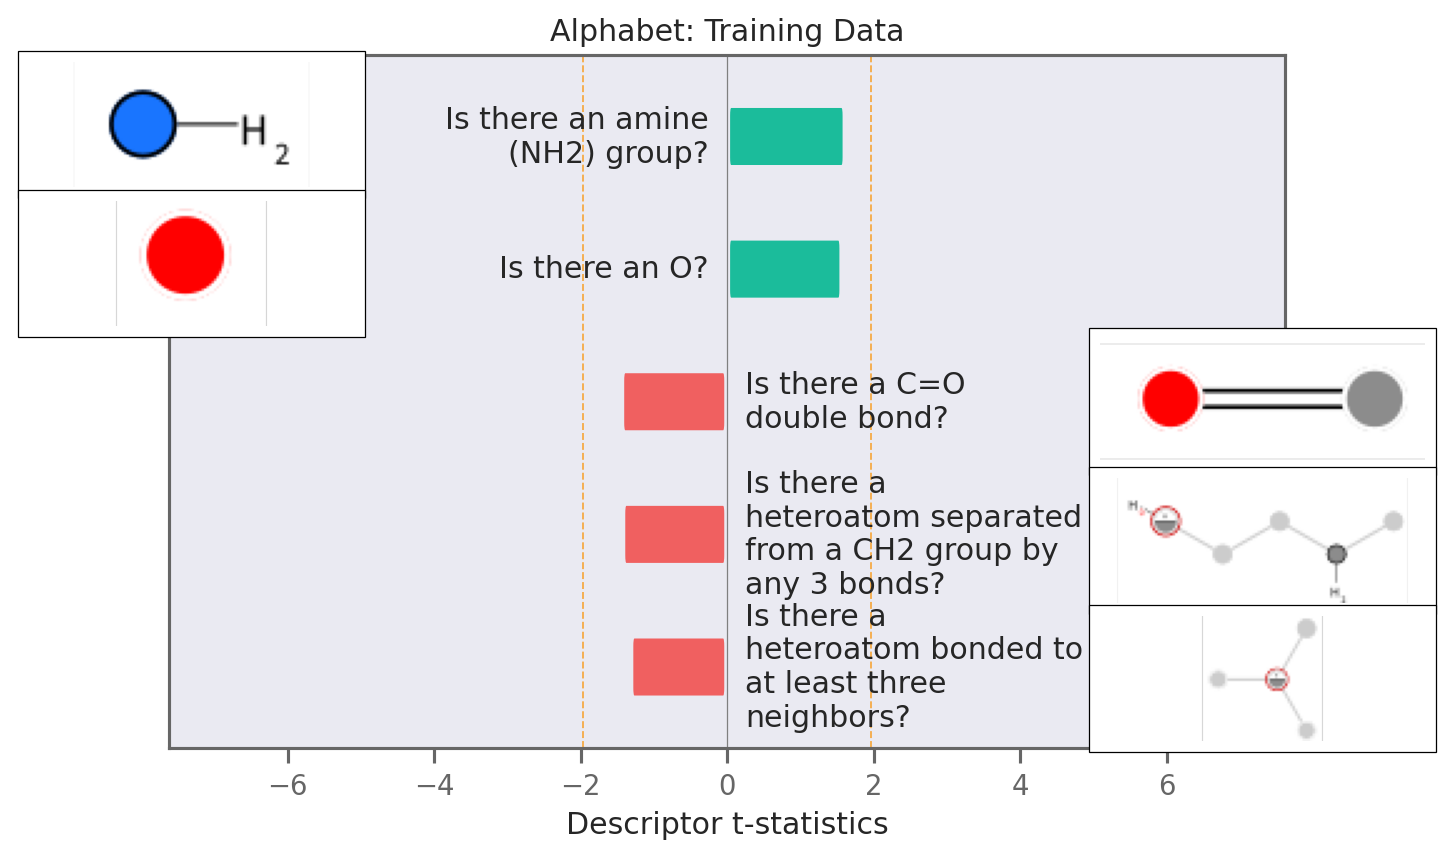 Alphabet: Training Data
H2
Is there an amine
(NH2) group?
Is there an O?
Is there a C=O
double bond?
Is there a
heteroatom separated
from a CH2 group by
any 3 bonds?
H
H
Is there a
heteroatom bonded to
at least three
neighbors?
−6 −4 −2 0 2 4 6
Descriptor t-statistics